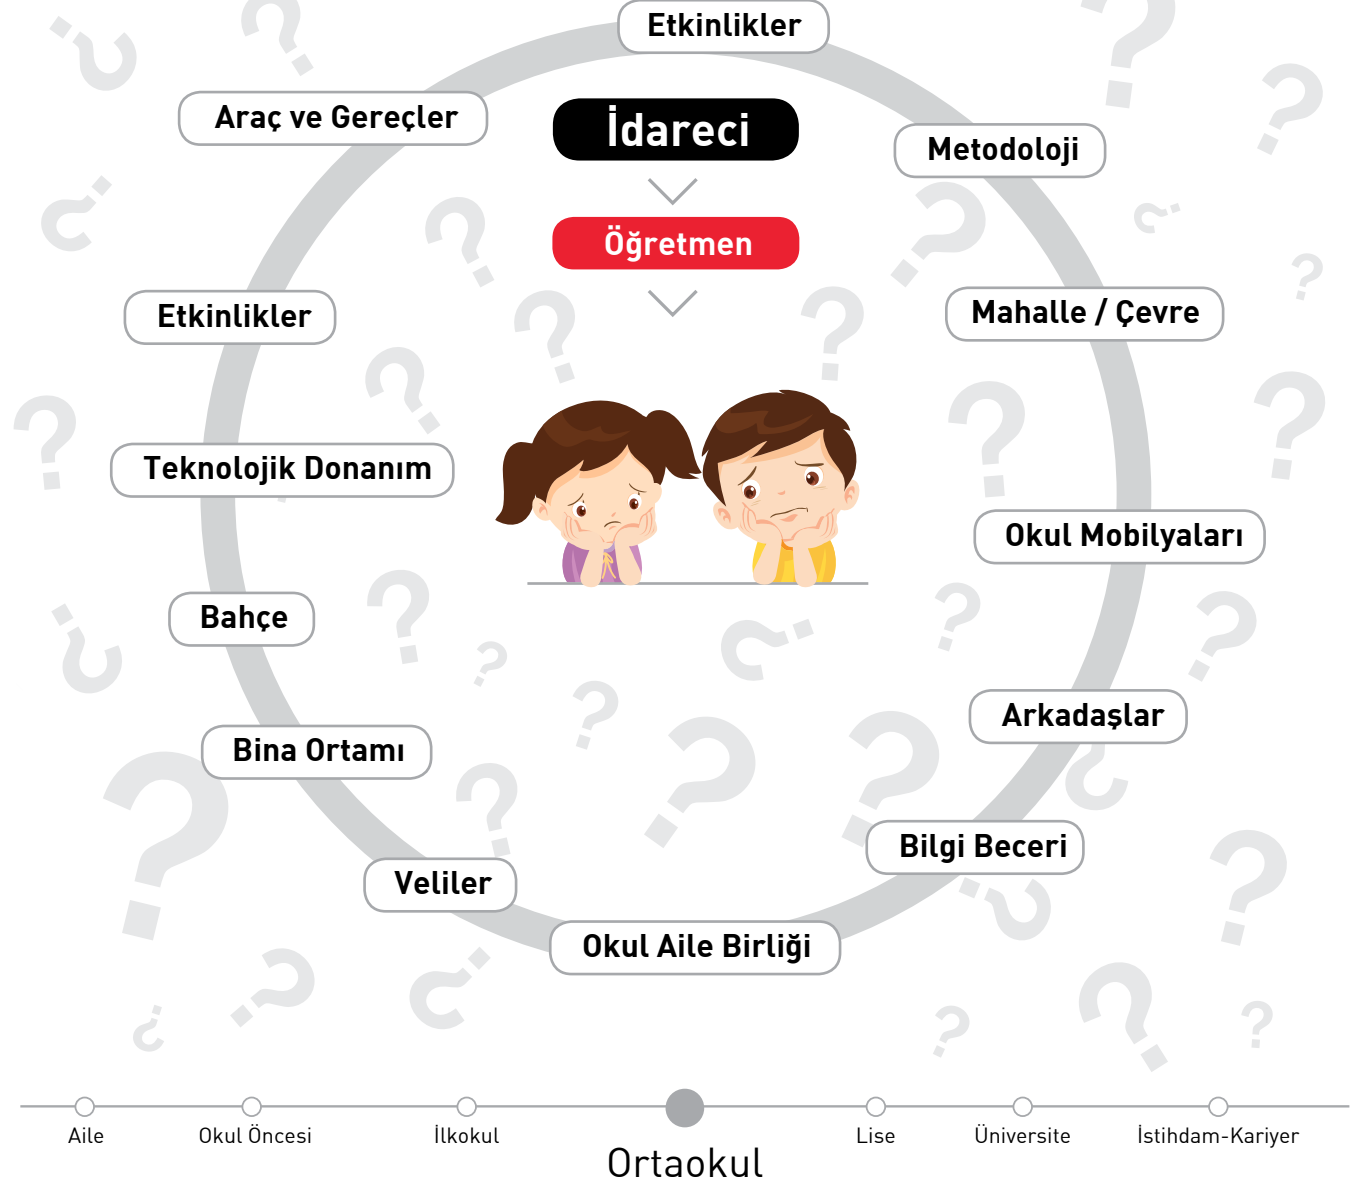 Etkinlikler
Araç ve Gereçler
İdareci
Metodoloji
Öğretmen
Etkinlikler
Mahalle / Çevre
Teknolojik Donanım
Okul Mobilyaları
Bahçe
Arkadaşlar
Bina Ortamı
Bilgi Beceri
Veliler
Okul Aile Birliği
Aile
Okul Öncesi
İlkokul
Ortaokul
Lise
Üniversite
İstihdam-Kariyer